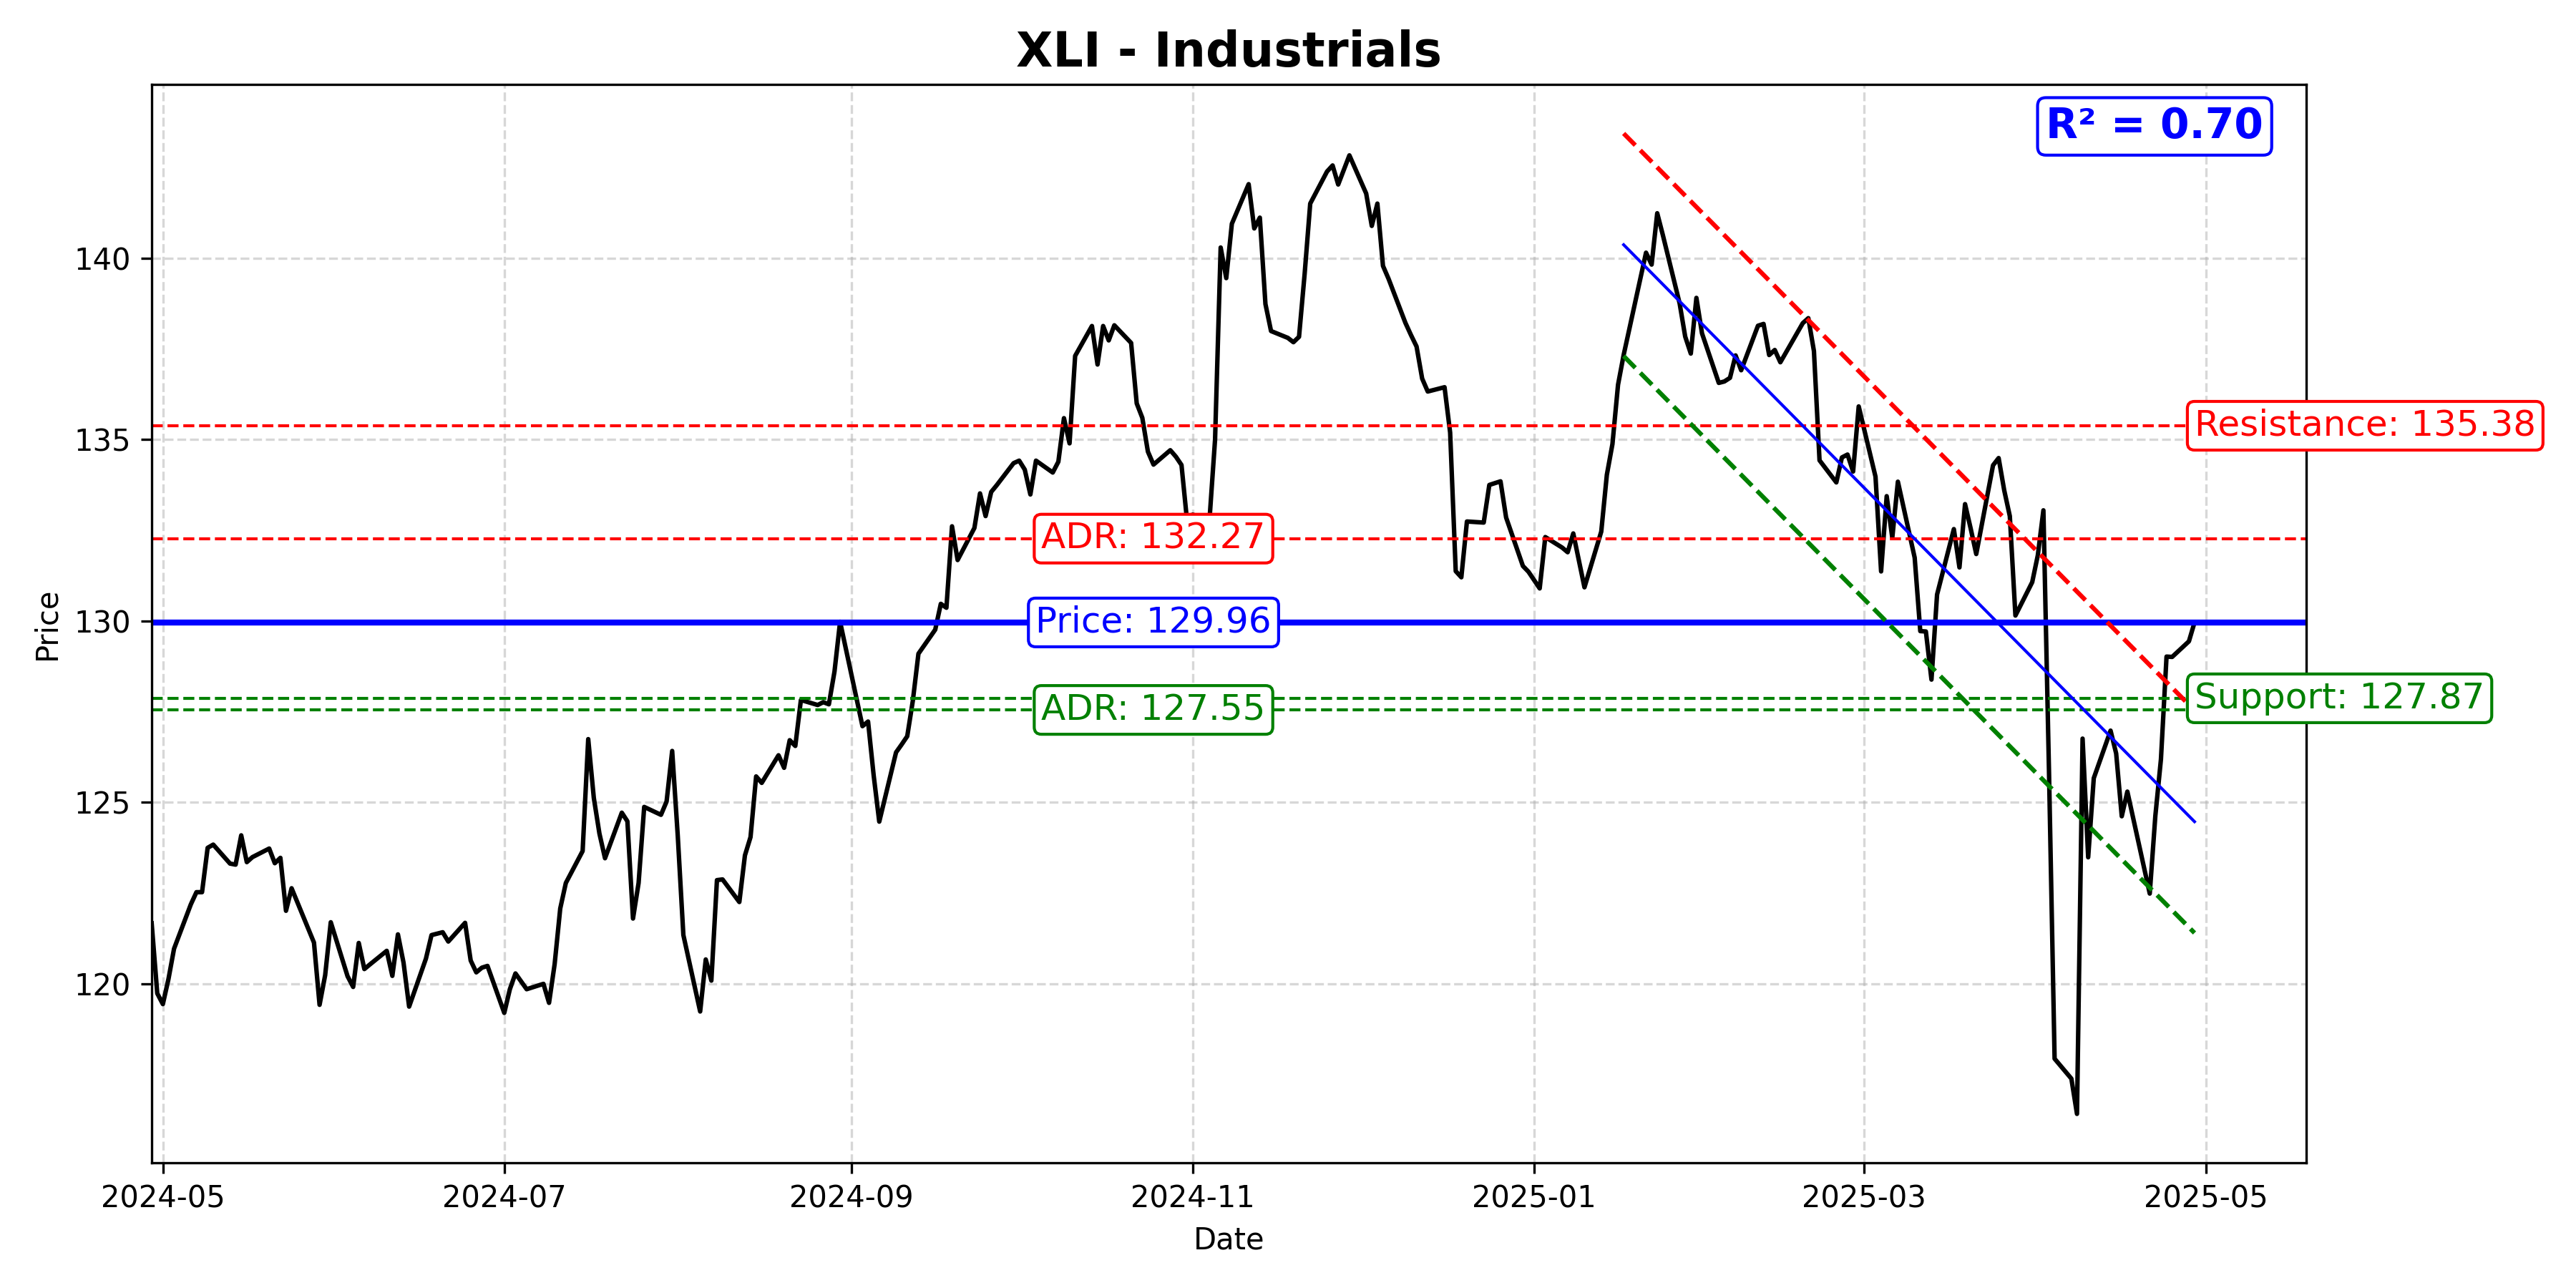 XLI - Industrials
R² = 0.70
140
135
130
125
120
Price
Resistance: 135.38
ADR: 132.27
Price: 129.96
Support: 127.87
ADR: 127.55
2024-05
2024-07
2024-09
2024-11
2025-01
2025-03
2025-05
Date